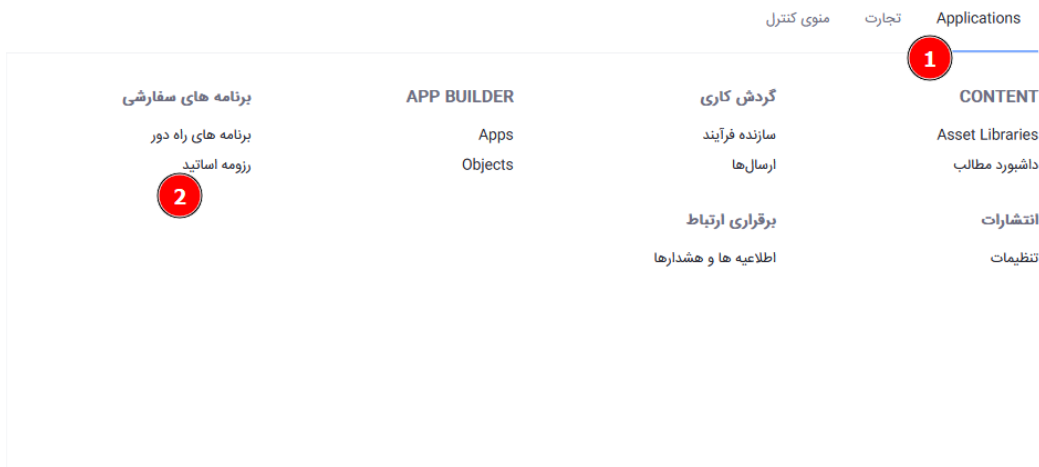 Applications
تجارت
منوی کنترل
1
CONTENT
Asset Libraries
داشبورد مطالب
انتشارات
تنظیمات
گردش کاری
سازنده فرآیند
ارسال‌ها
برقراری ارتباط
اطلاعیه ها و هشدارها
APP BUILDER
Apps
Objects
برنامه های سفارشی
برنامه های راه دور
رزومه اساتید
2